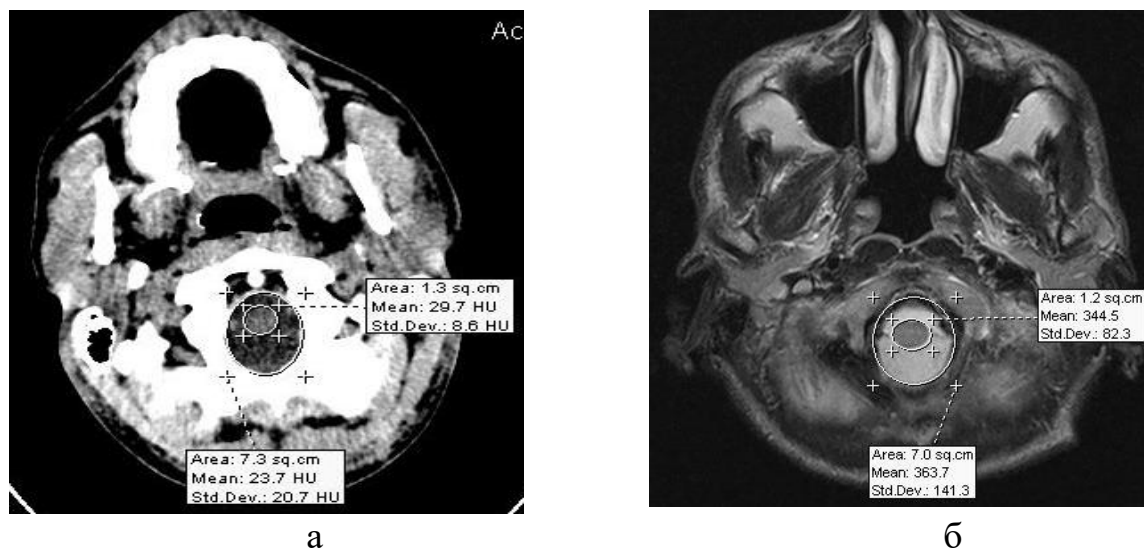 Ac
Area: 1.3 sq.cm
Mean: 29.7 HU
Std.Dev.: 8.6 HU
Area: 7.3 sq.cm
Mean: 23.7 HU
Std.Dev.: 20.7 HU
Area: 1.2 sq.cm
Mean: 344.5
Std.Dev.: 82.3
Area: 7.0 sq.cm
Mean: 363.7
Std.Dev.: 141.3
а
б